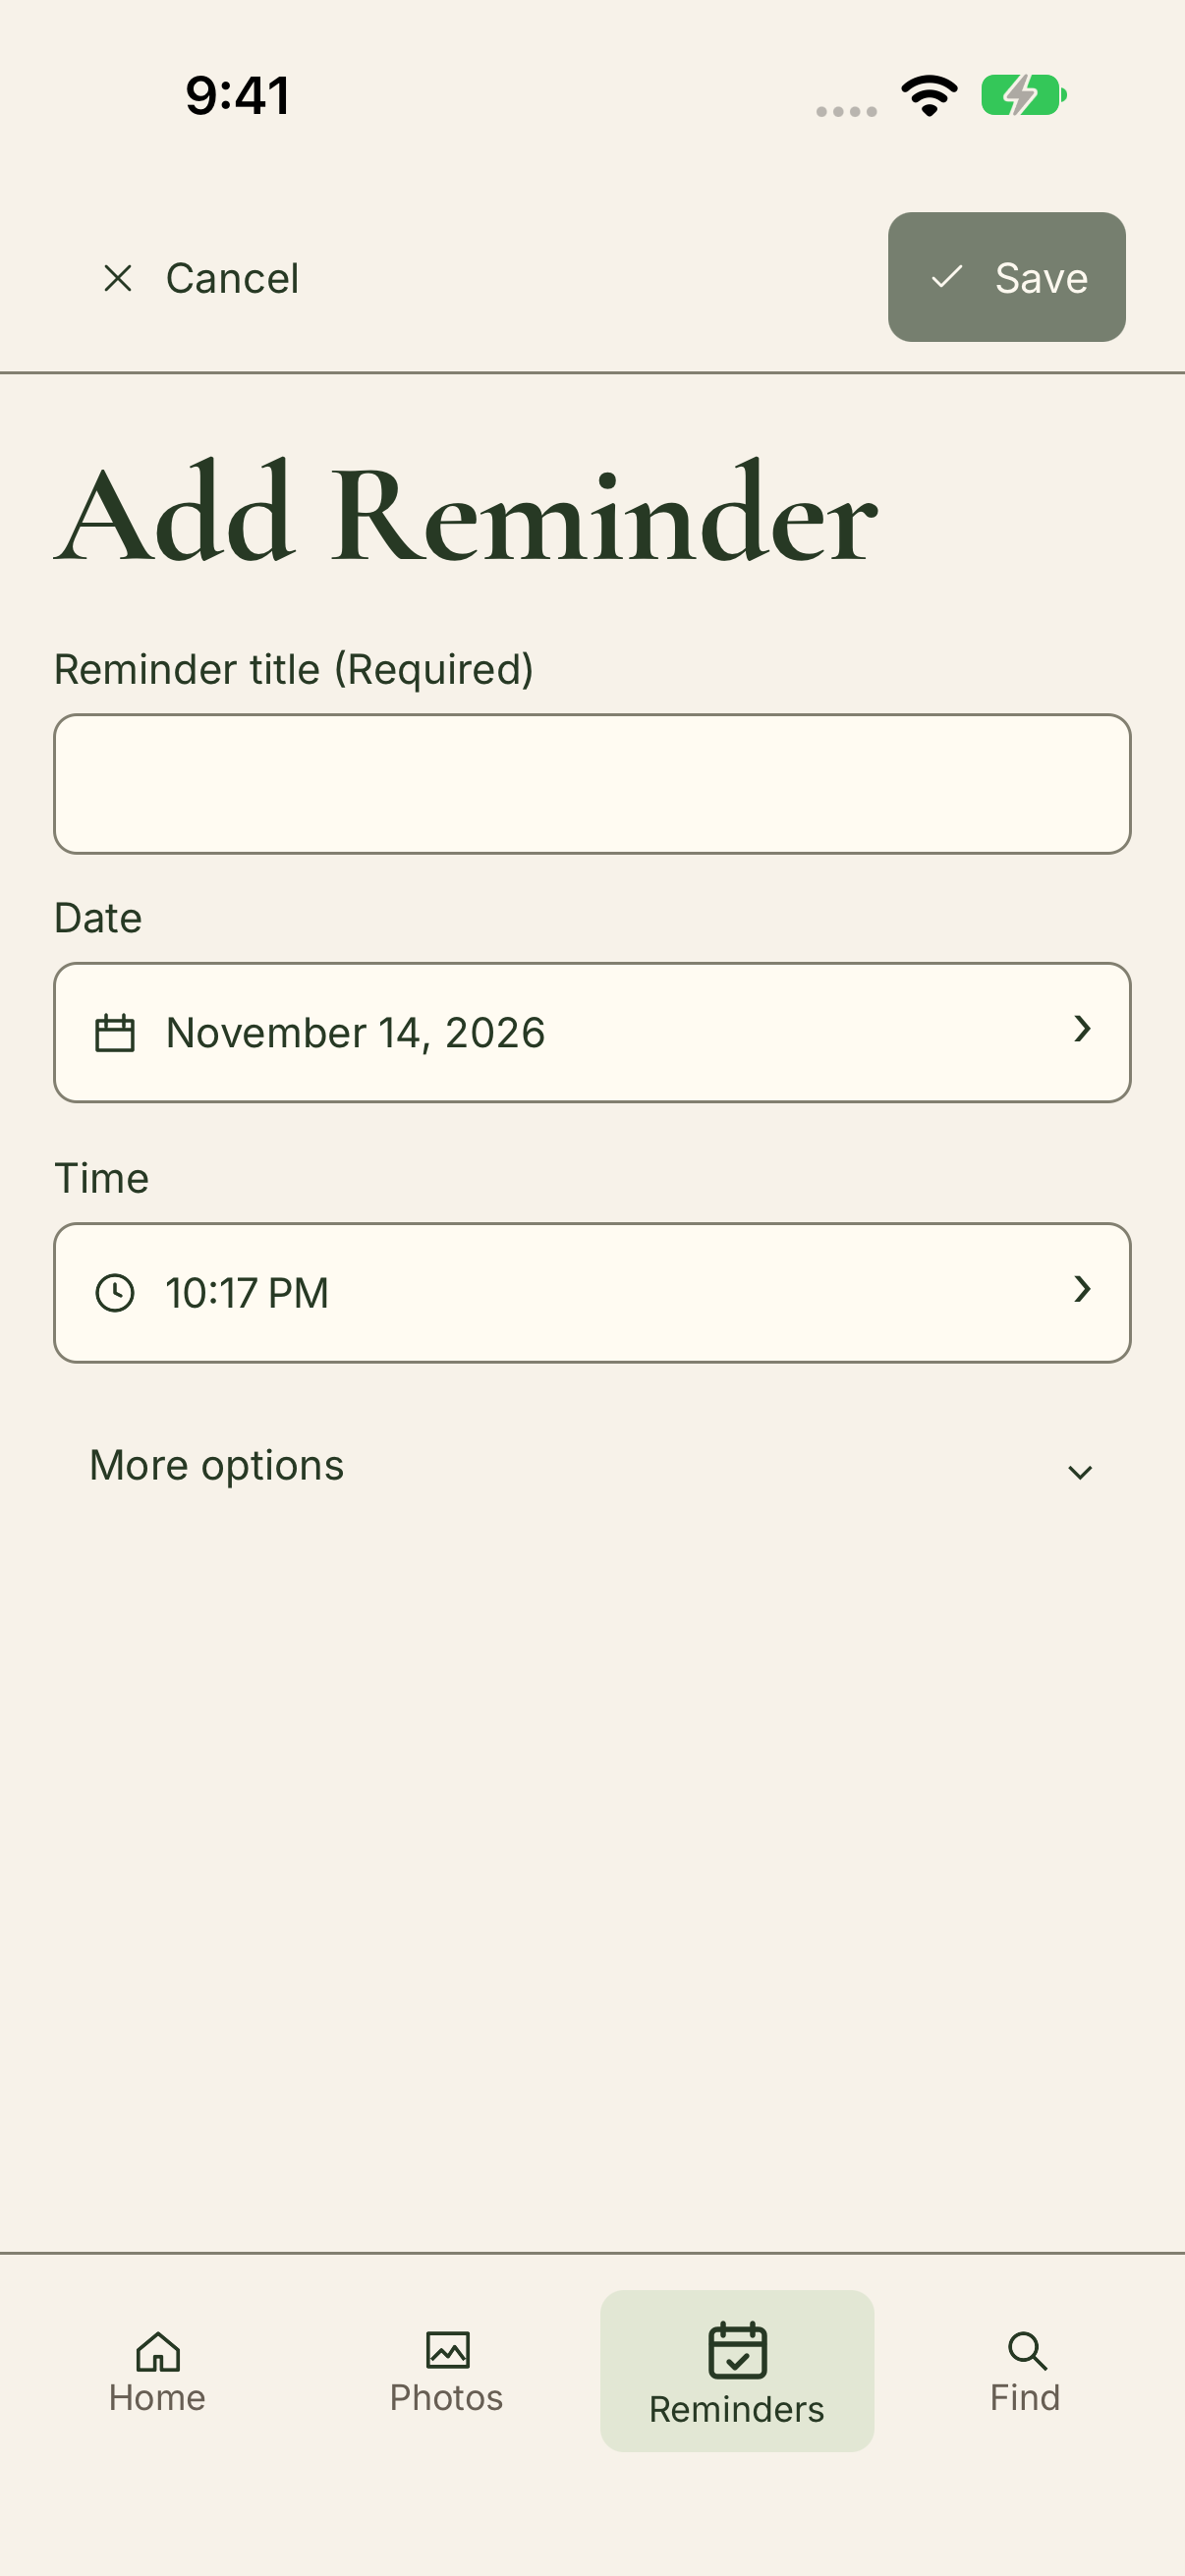 9:41
Cancel
Save
Add Reminder
Reminder title (Required)
Date
November 14, 2026
Time
10:17 PM
More options
Home
Photos
Reminders
Find